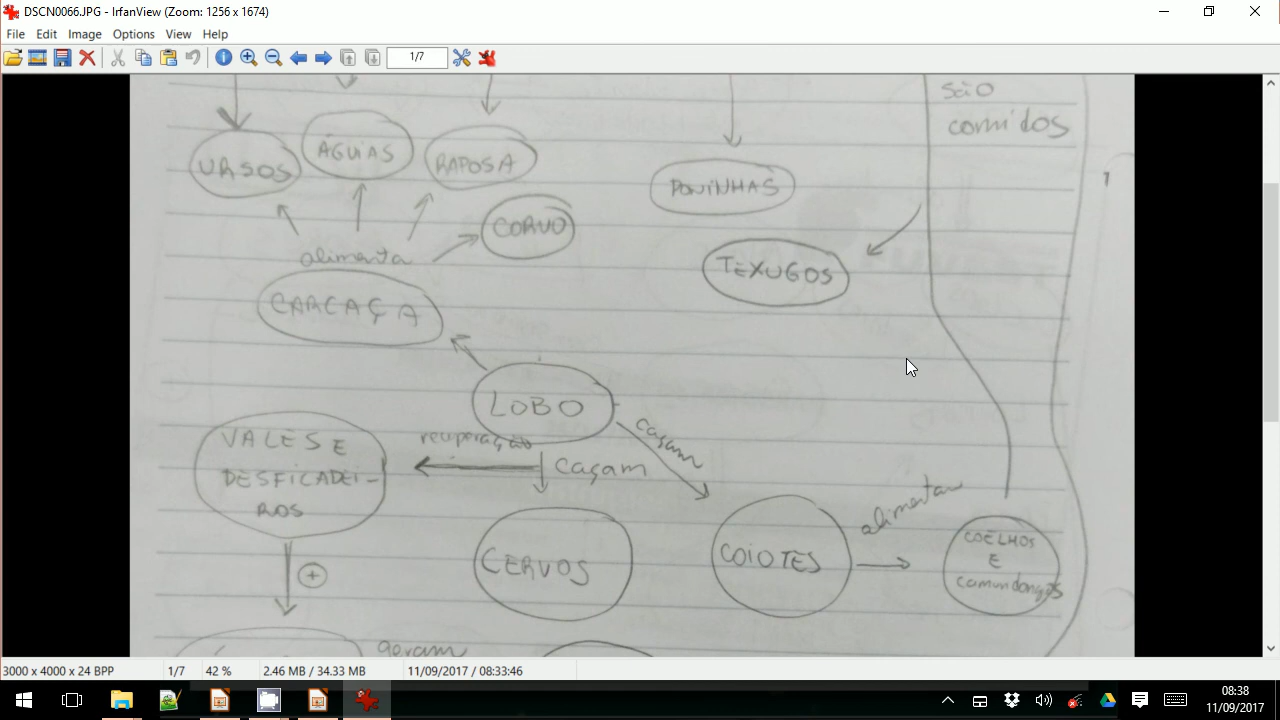 DSCN0066.JPG - IrfanView (Zoom: 1256 x 1674)
File Edit Image Options View Help
1/7
são
comidos
URSOS
ÁGUIAS
RAPOSA
CORVO
alimenta
CARCAÇA
TEXUGOS
LOBO
caçam
VALES E
DESFILADEI-
ROS
recuperação
caçam
CERVOS
COIOTES
alimentam
COELHOS
E
camundongos
+
geram
3000 x 4000 x 24 BPP 1/7 42 % 2.46 MB / 34.33 MB 11/09/2017 / 08:33:46
08:38
11/09/2017